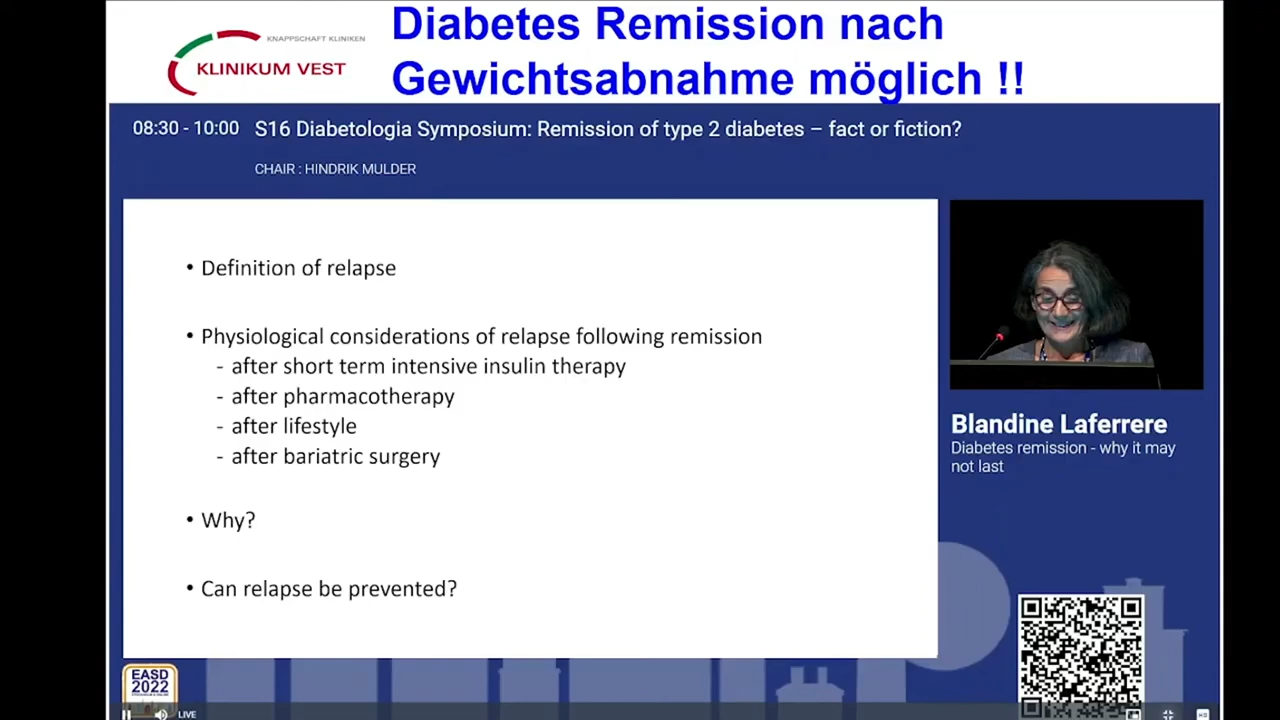 Diabetes Remission nach
Gewichtsabnahme möglich !!
KNAPPSCHAFT KLINIKEN
KLINIKUM VEST
08:30 - 10:00 S16 Diabetologia Symposium: Remission of type 2 diabetes – fact or fiction?
CHAIR : HINDRIK MULDER
• Definition of relapse
• Physiological considerations of relapse following remission
- after short term intensive insulin therapy
- after pharmacotherapy
- after lifestyle
- after bariatric surgery
• Why?
• Can relapse be prevented?
Blandine Laferrere
Diabetes remission - why it may
not last
EASD
2022
LIVE
HD